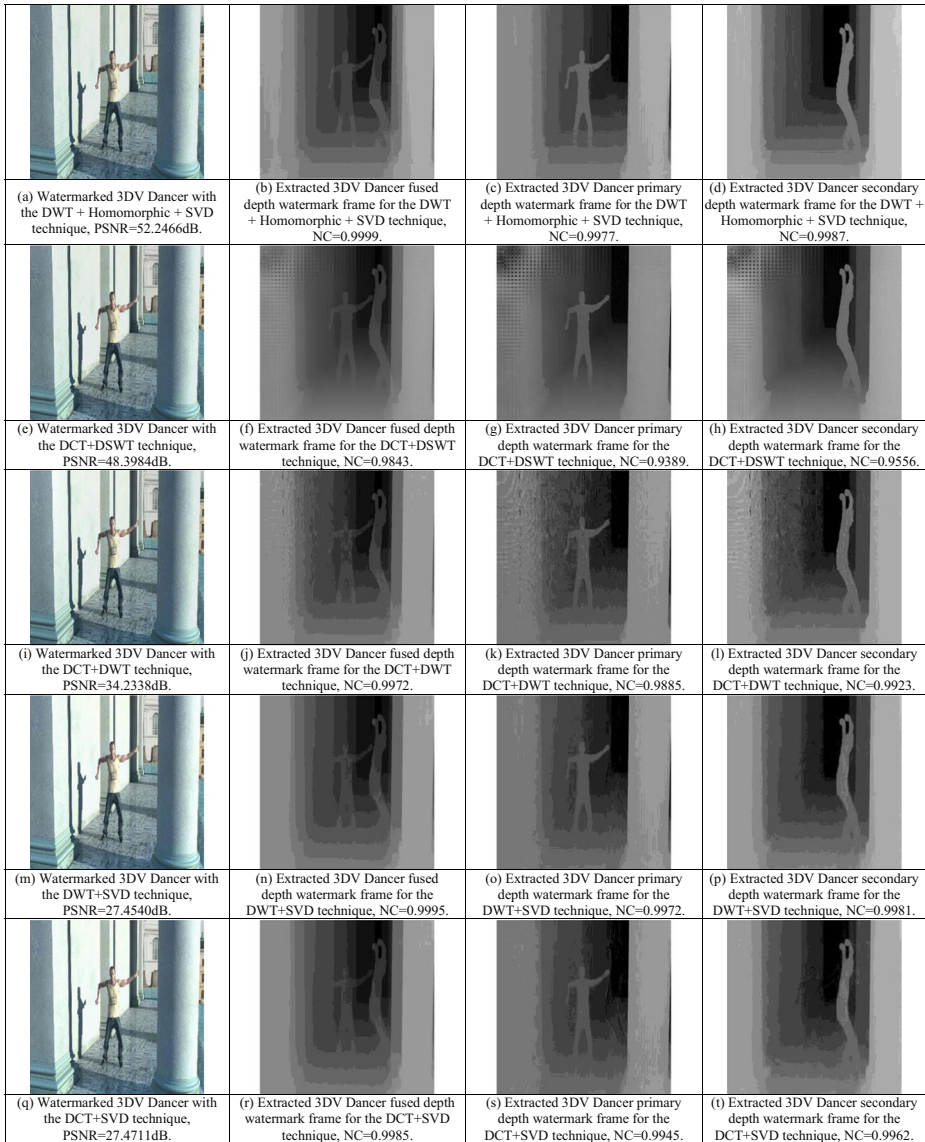 (a) Watermarked 3DV Dancer with
the DWT + Homomorphic + SVD
technique, PSNR=52.2466dB.
(b) Extracted 3DV Dancer fused
depth watermark frame for the DWT
+ Homomorphic + SVD technique,
NC=0.9999.
(c) Extracted 3DV Dancer primary
depth watermark frame for the DWT
+ Homomorphic + SVD technique,
NC=0.9977.
(d) Extracted 3DV Dancer secondary
depth watermark frame for the DWT +
Homomorphic + SVD technique,
NC=0.9987.
(e) Watermarked 3DV Dancer with
the DCT+DSWT technique,
PSNR=48.3984dB.
(f) Extracted 3DV Dancer fused depth
watermark frame for the DCT+DSWT
technique, NC=0.9843.
(g) Extracted 3DV Dancer primary
depth watermark frame for the
DCT+DSWT technique, NC=0.9389.
(h) Extracted 3DV Dancer secondary
depth watermark frame for the
DCT+DSWT technique, NC=0.9556.
(i) Watermarked 3DV Dancer with
the DCT+DWT technique,
PSNR=34.2338dB.
(j) Extracted 3DV Dancer fused depth
watermark frame for the DCT+DWT
technique, NC=0.9972.
(k) Extracted 3DV Dancer primary
depth watermark frame for the
DCT+DWT technique, NC=0.9885.
(l) Extracted 3DV Dancer secondary
depth watermark frame for the
DCT+DWT technique, NC=0.9923.
(m) Watermarked 3DV Dancer with
the DWT+SVD technique,
PSNR=27.4540dB.
(n) Extracted 3DV Dancer fused
depth watermark frame for the
DWT+SVD technique, NC=0.9995.
(o) Extracted 3DV Dancer primary
depth watermark frame for the
DWT+SVD technique, NC=0.9972.
(p) Extracted 3DV Dancer secondary
depth watermark frame for the
DWT+SVD technique, NC=0.9981.
(q) Watermarked 3DV Dancer with
the DCT+SVD technique,
PSNR=27.4711dB.
(r) Extracted 3DV Dancer fused depth
watermark frame for the DCT+SVD
technique, NC=0.9985.
(s) Extracted Dancer primary
depth watermark frame for the
DCT+SVD technique, NC=0.9945.
(t) Extracted 3DV Dancer secondary
depth watermark frame for the
DCT+SVD technique, NC=0.9962.